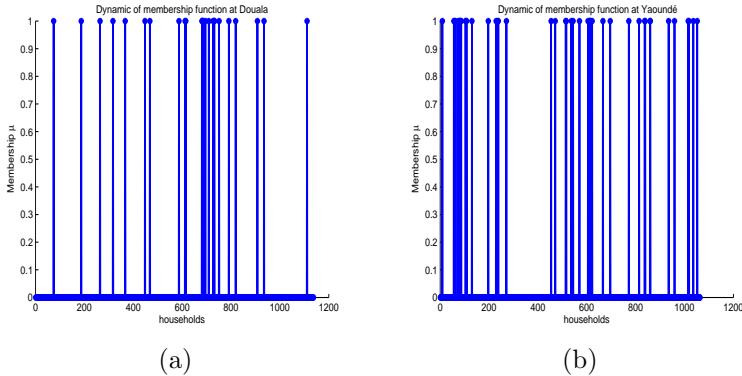 Dynamic of membership function at Douala
1
0.9
0.8
0.7
0.6
0.5
0.4
0.3
0.2
0.1
0
Membership μ
0 200 400 600 800 1000 1200
households
(a)
Dynamic of membership function at Yaoundé
1
0.9
0.8
0.7
0.6
0.5
0.4
0.3
0.2
0.1
0
Membership μ
0 200 400 600 800 1000 1200
households
(b)